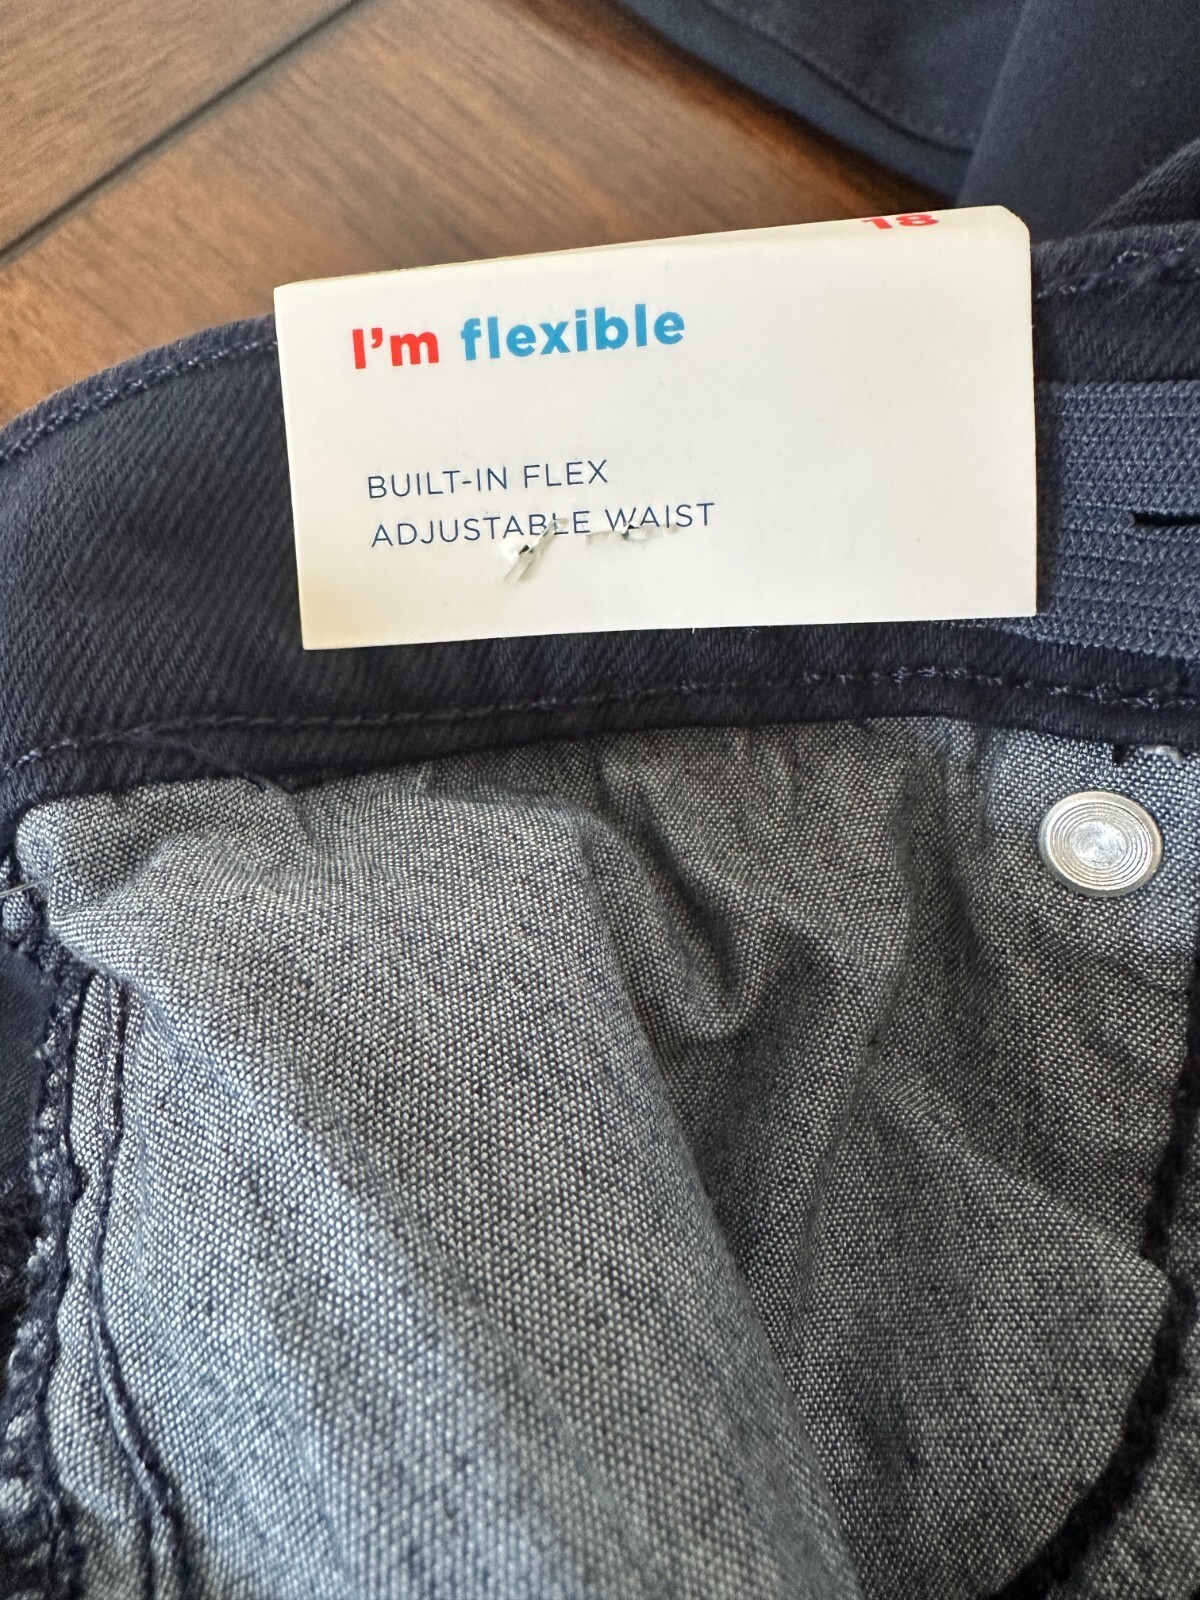 18
I'm flexible
BUILT-IN FLEX
ADJUSTABLE WAIST